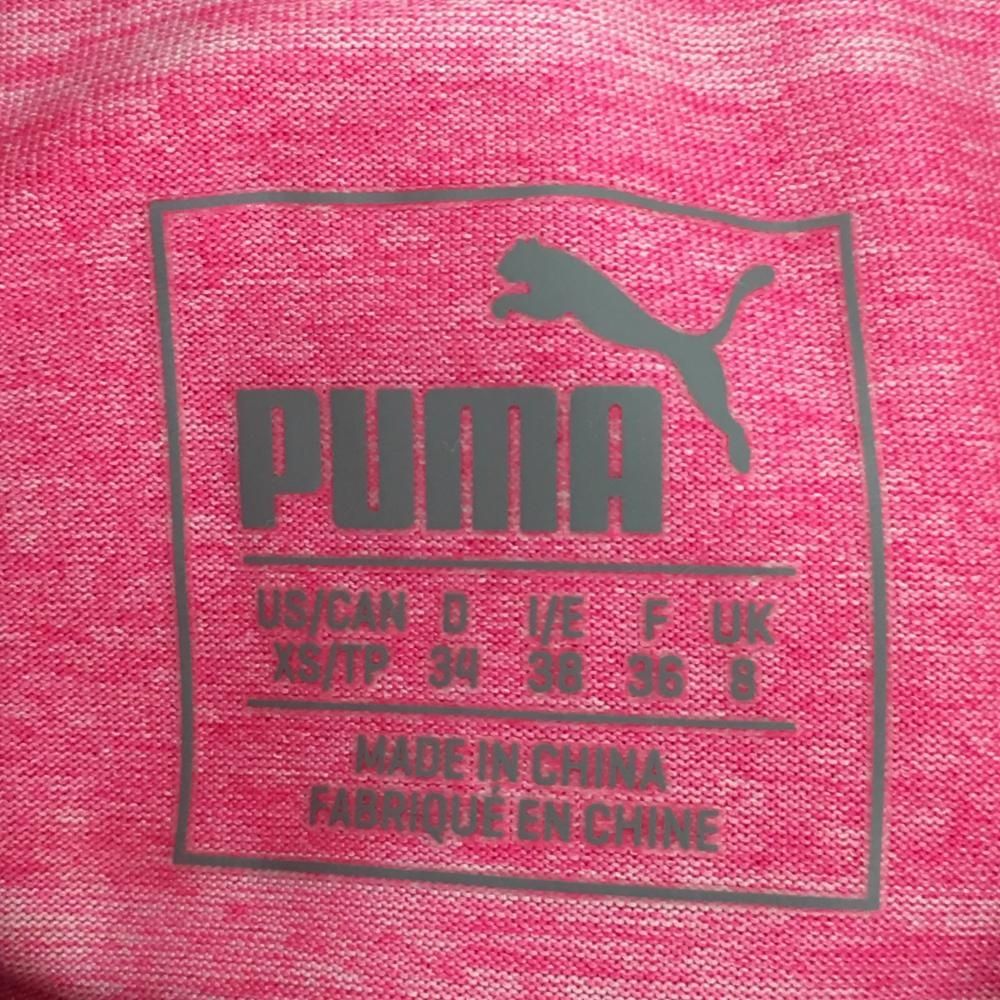 PUMA
US/CAN D I/E F UK
XS/TP 34 38 36 8
MADE IN CHINA
FABRIQUÉ EN CHINE